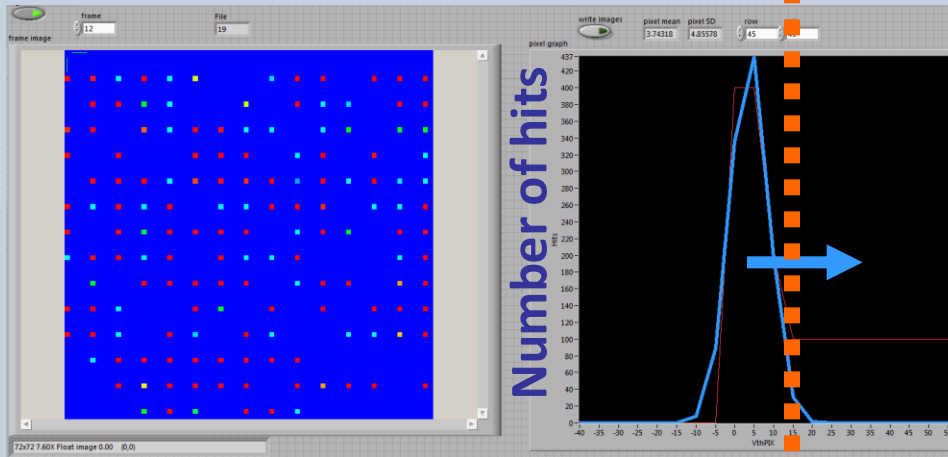 frame
12
File
19
frame image
72x72 7.60X Float image 0.00 (0,0)
write images
pixel mean
3.74318
pixel SD
4.85578
row
45
pixel graph
Number of hits
Hits
437
420
400
380
360
340
320
300
280
260
240
220
200
180
160
140
120
100
80
60
40
20
0
-40 -35 -30 -25 -20 -15 -10 -5 0 5 10 15 20 25 30 35 40 45 50
VthPIX